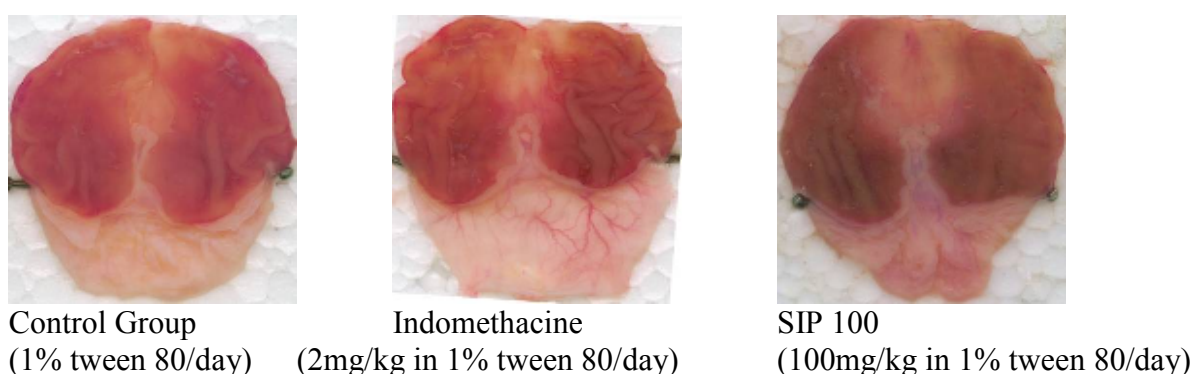 Control Group
(1% tween 80/day)
Indomethacine
(2mg/kg in 1% tween 80/day)
SIP 100
(100mg/kg in 1% tween 80/day)